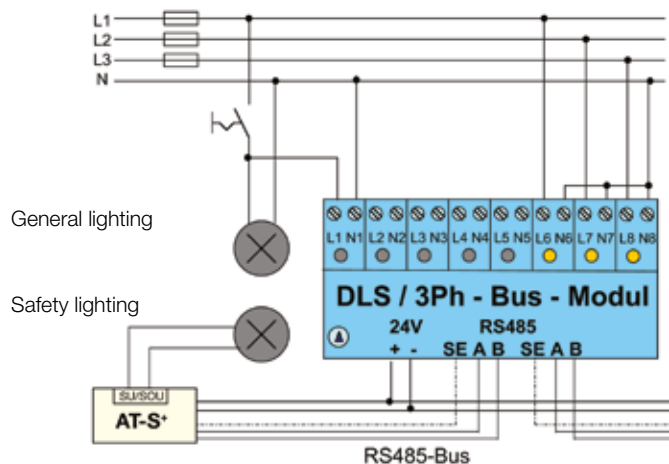 L1
L2
L3
N
General lighting
L1 N1 L2 N2 L3 N3 L4 N4 L5 N5 L6 N6 L7 N7 L8 N8
Safety lighting
DLS / 3Ph - Bus - Modul
24V RS485
+ - SE A B SE A B
SU/SOU
AT-S+
RS485-Bus